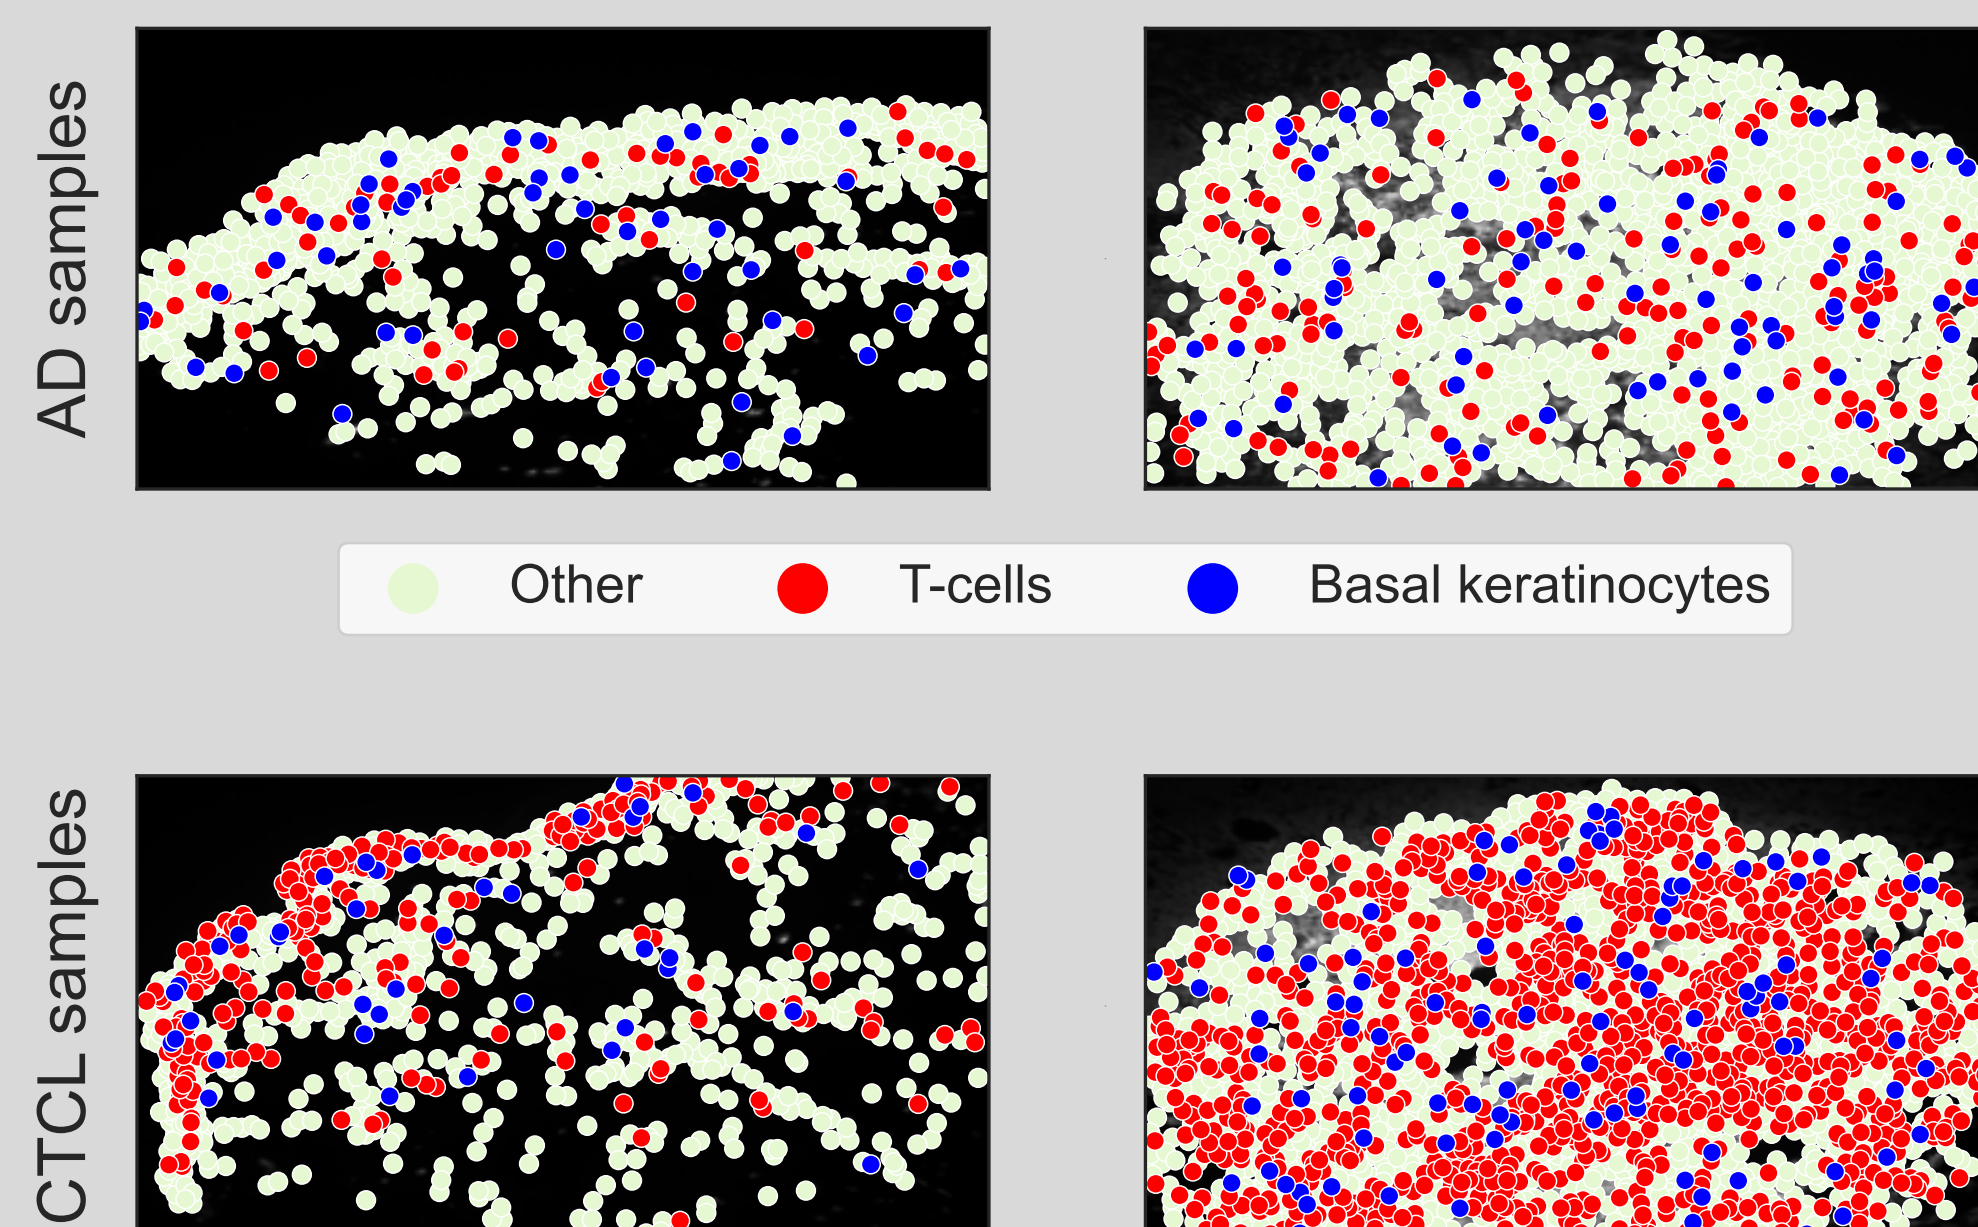 AD samples
Other
T-cells
Basal keratinocytes
CTCL samples